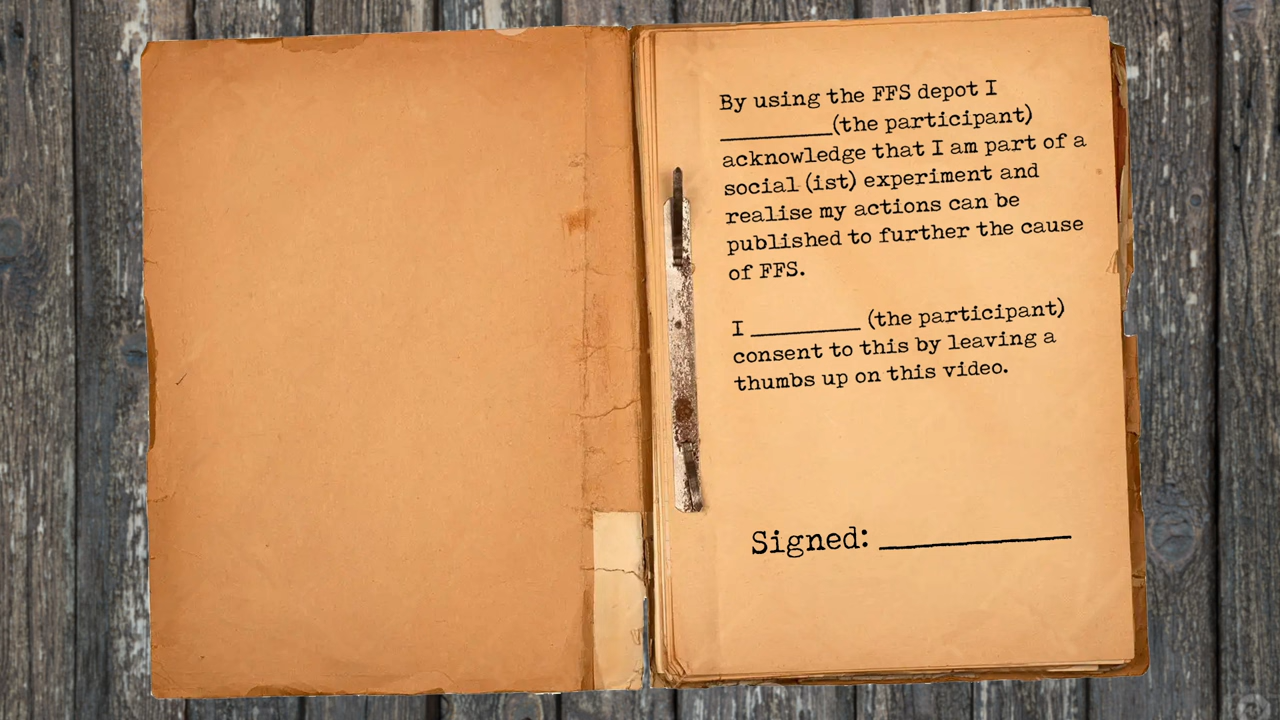 By using the FFS depot I
_________(the participant)
acknowledge that I am part of a
social (ist) experiment and
realise my actions can be
published to further the cause
of FFS.
I _________ (the participant)
consent to this by leaving a
thumbs up on this video.
Signed: ___________